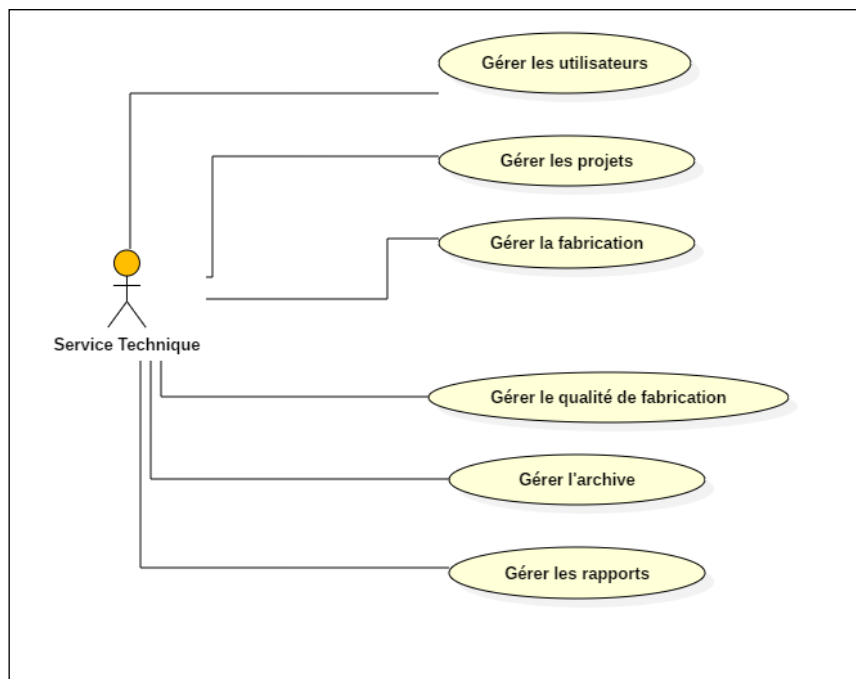 Gérer les utilisateurs
Gérer les projets
Gérer la fabrication
Service Technique
Gérer le qualité de fabrication
Gérer l'archive
Gérer les rapports